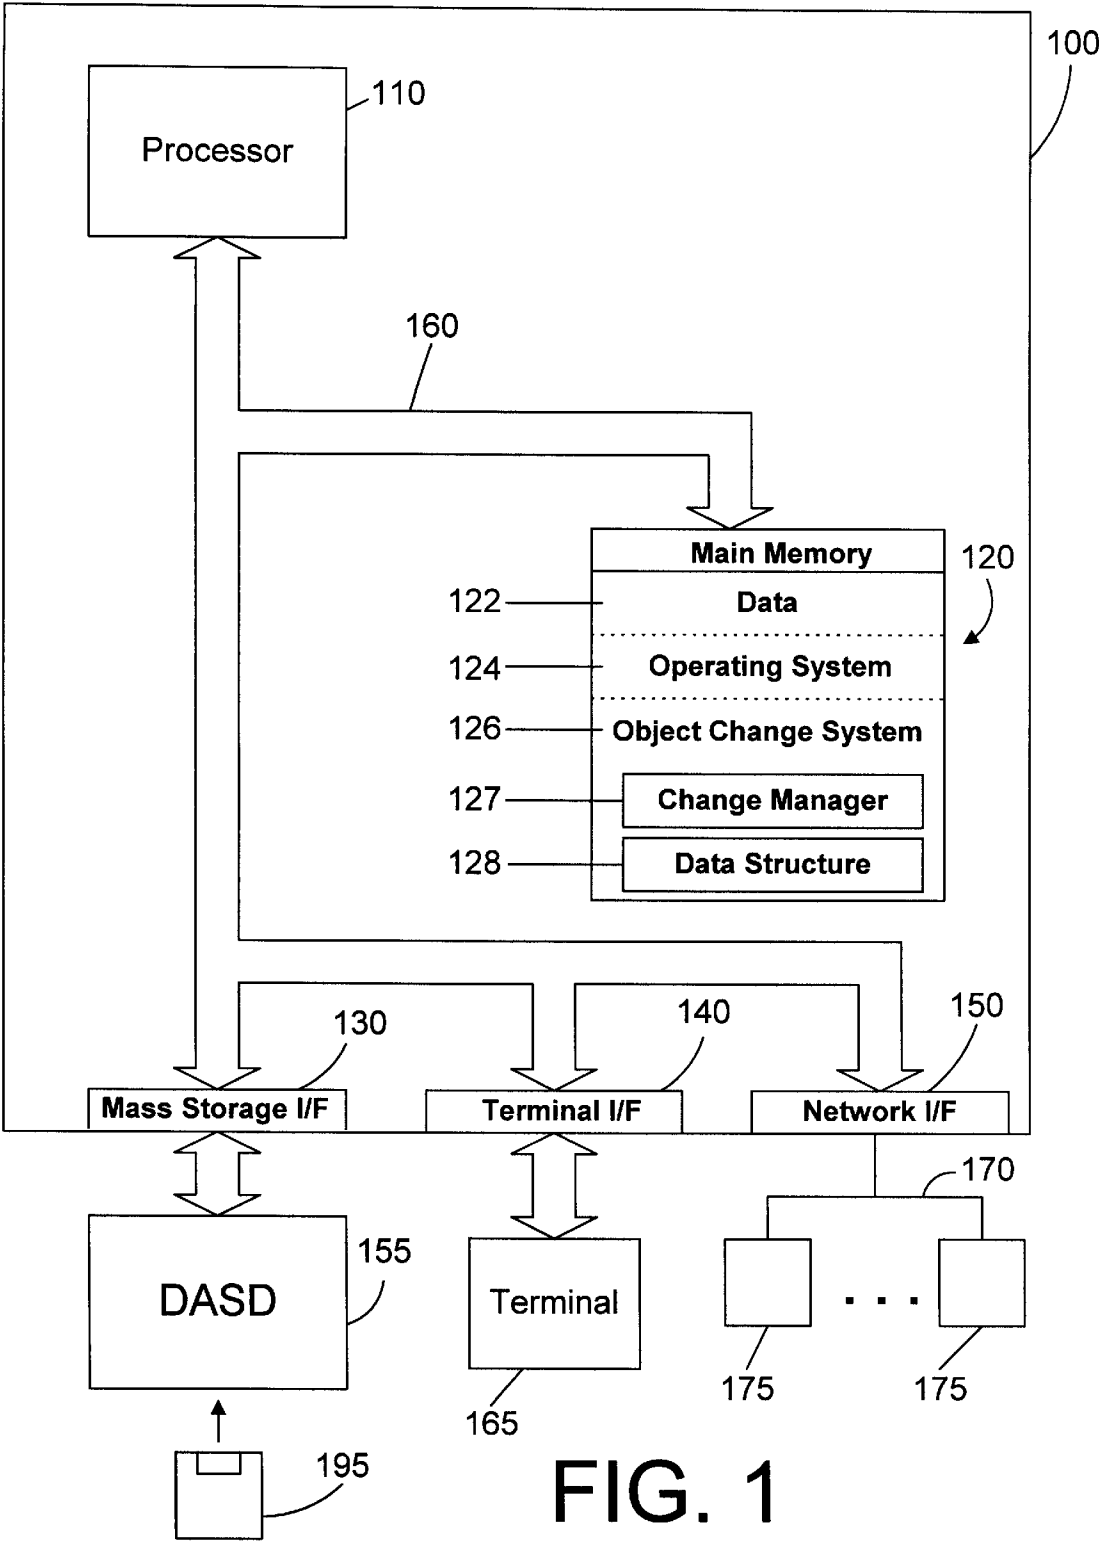 100
110
Processor
160
Main Memory
120
122
Data
124
Operating System
126
Object Change System
127
Change Manager
128
Data Structure
130
140
150
Mass Storage I/F
Terminal I/F
Network I/F
170
155
DASD
Terminal
. . .
175
175
165
195
FIG. 1